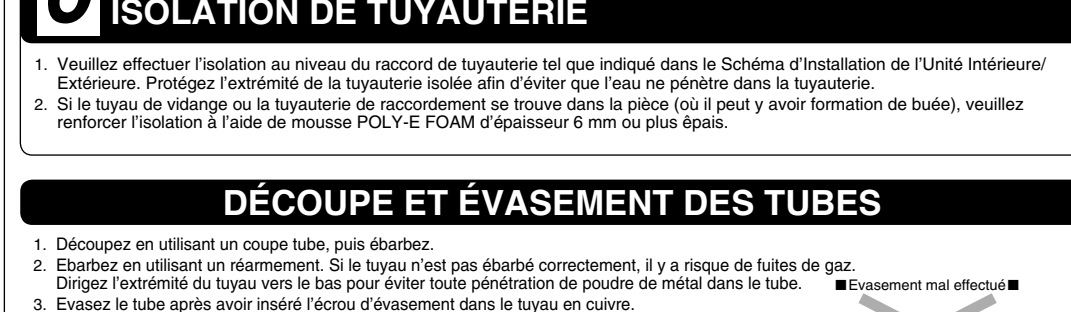 ISOLATION DE TUYAUTERIE
1. Veuillez effectuer l’isolation au niveau du raccord de tuyauterie tel que indiqué dans le Schéma d’Installation de l’Unité Intérieure/
Extérieure. Protégez l’extrémité de la tuyauterie isolée afin d’éviter que l’eau ne pénètre dans la tuyauterie.
2. Si le tuyau de vidange ou la tuyauterie de raccordement se trouve dans la pièce (où il peut y avoir formation de buée), veuillez
renforcer l’isolation à l’aide de mousse POLY-E FOAM d’épaisseur 6 mm ou plus êpais.
DÉCOUPE ET ÉVASEMENT DES TUBES
1. Découpez en utilisant un coupe tube, puis ébarbez.
2. Ebarbez en utilisant un réarmement. Si le tuyau n’est pas ébarbé correctement, il y a risque de fuites de gaz.
Dirigez l’extrémité du tuyau vers le bas pour éviter toute pénétration de poudre de métal dans le tube.
■Evasement mal effectué■
3. Evasez le tube après avoir inséré l’écrou d’évasement dans le tuyau en cuivre.